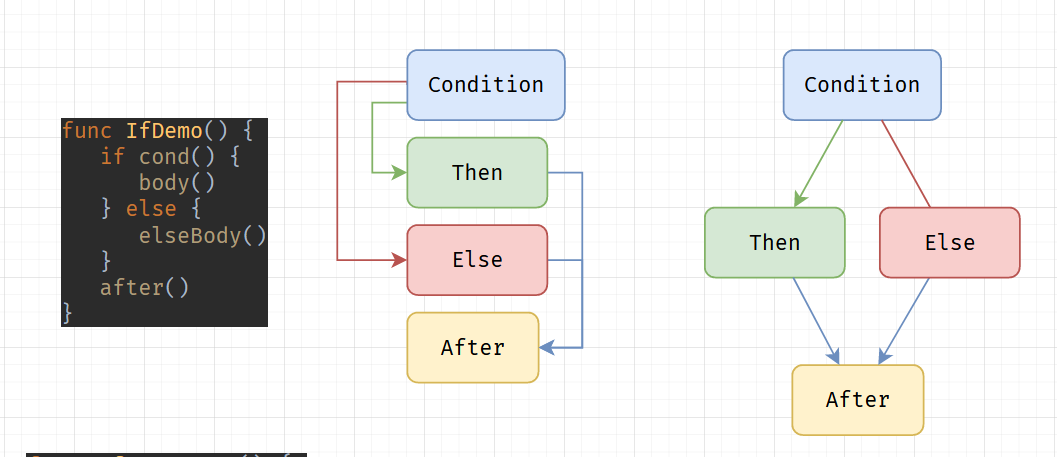 func IfDemo() {
if cond() {
body()
} else {
elseBody()
}
after()
}
Condition
Then
Else
After
Condition
Then
Else
After